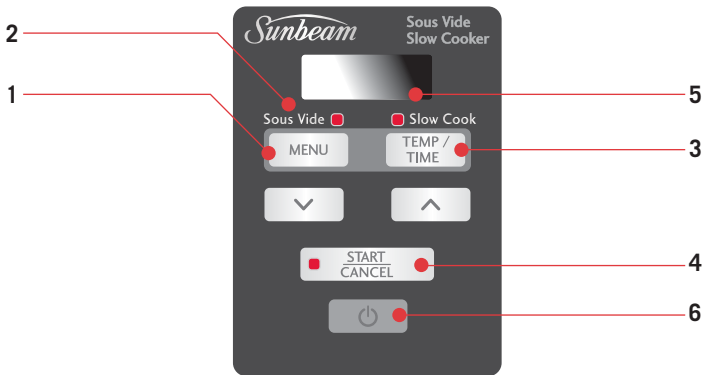 Sunbeam
Sous Vide
Slow Cooker
2
1
5
Sous Vide
Slow Cook
MENU
TEMP /
TIME
3
START
CANCEL
4
6